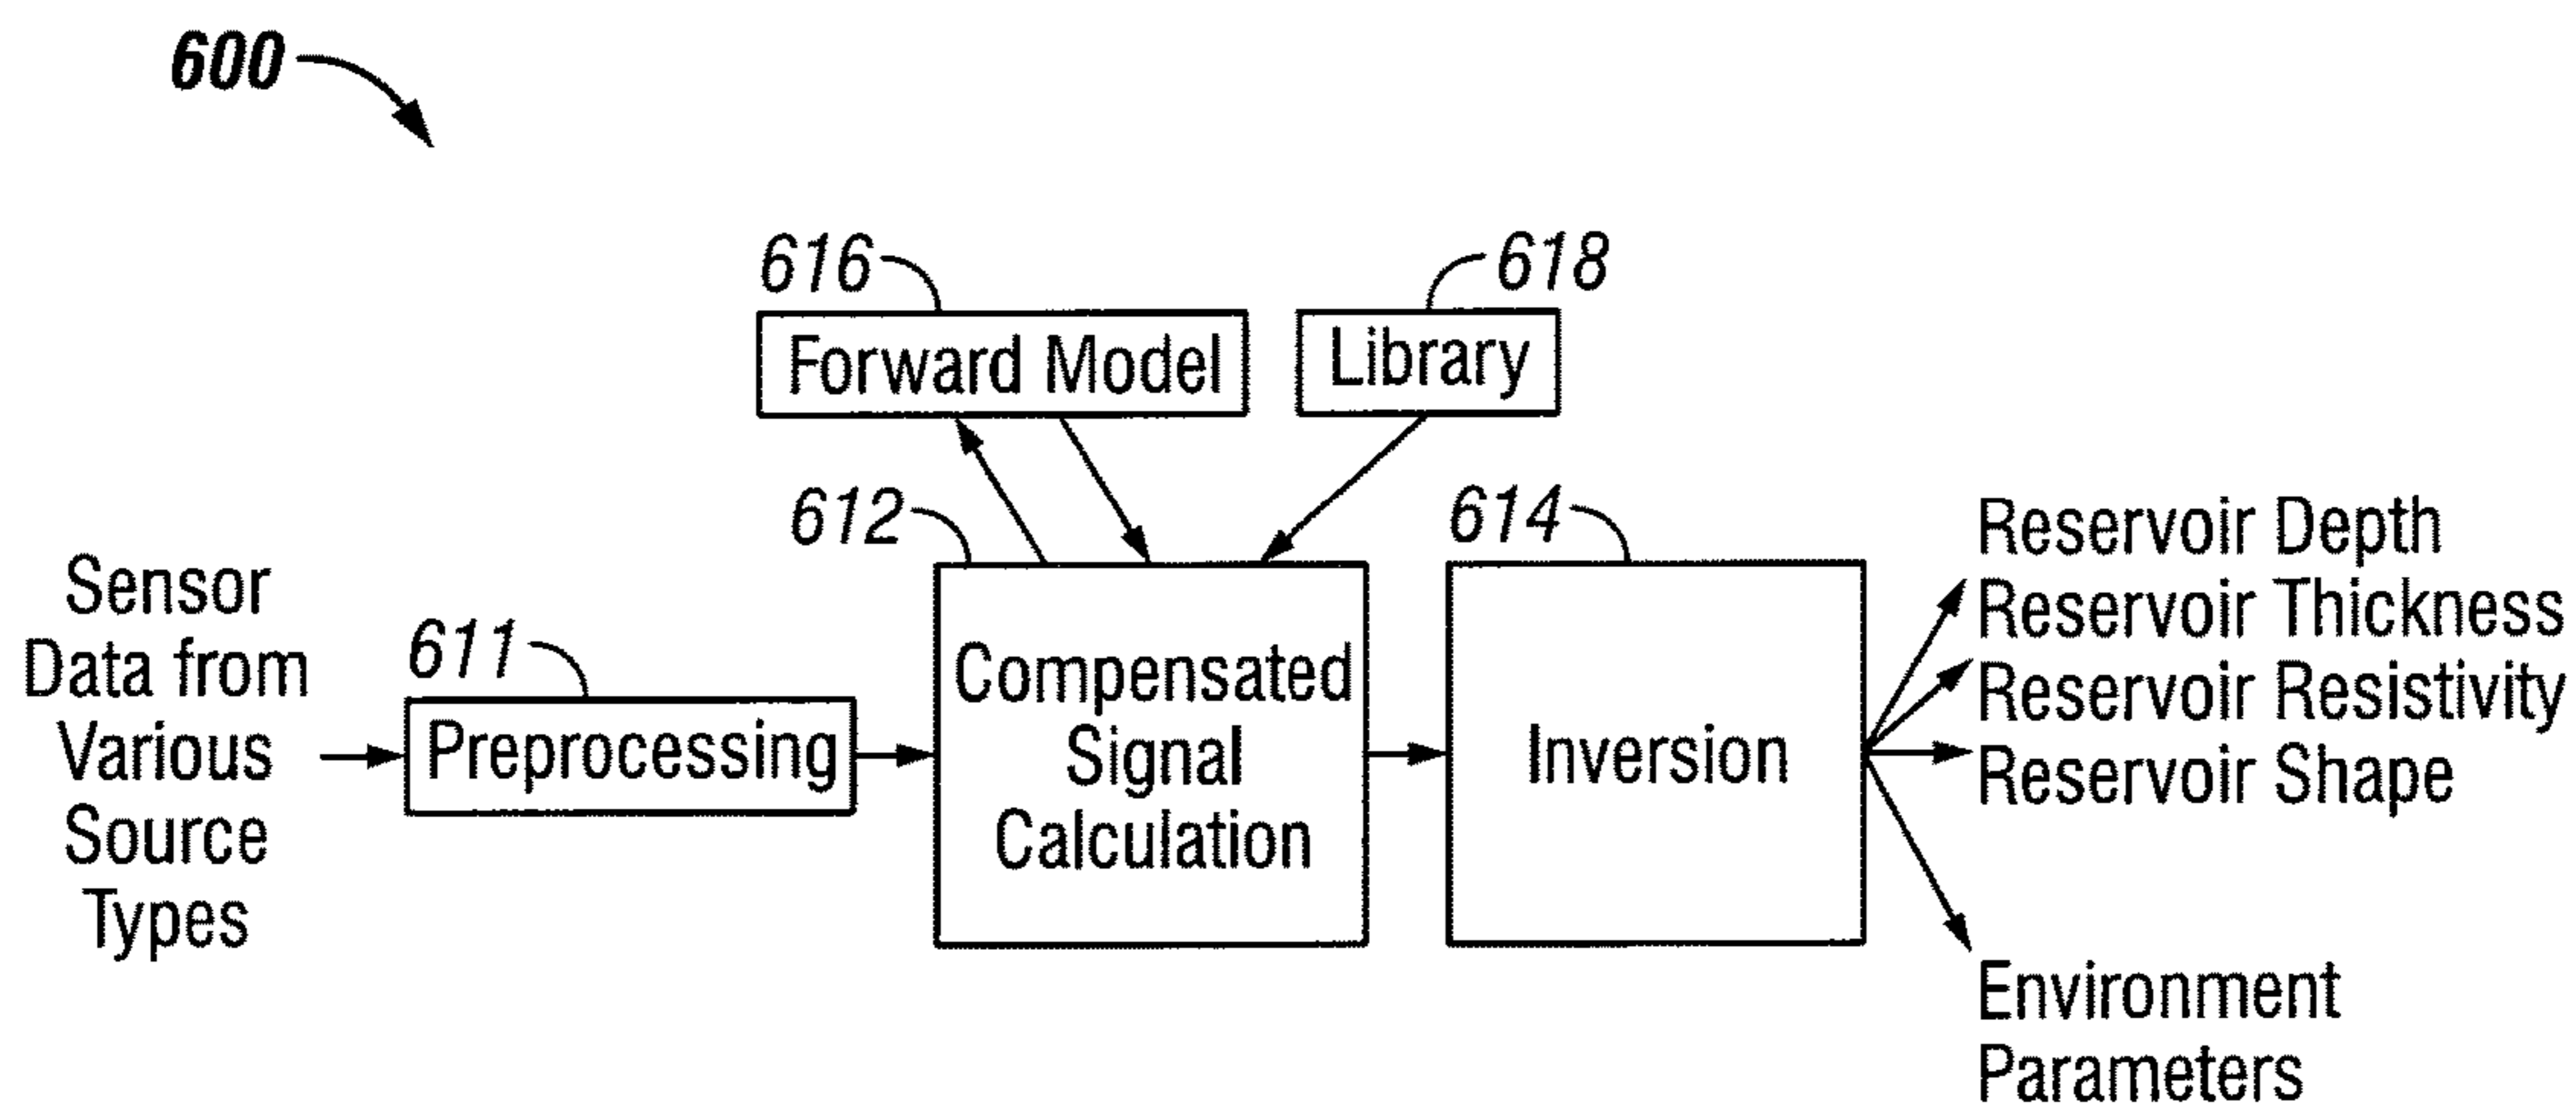 600
616
618
Forward Model
Library
612
614
Sensor
Data from
Various
Source
Types
611
Preprocessing
Compensated
Signal
Calculation
Inversion
Reservoir Depth
Reservoir Thickness
Reservoir Resistivity
Reservoir Shape
Environment
Parameters